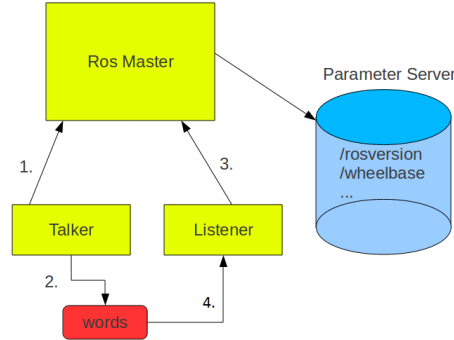 Ros Master
Parameter Server
/rosversion
/wheelbase
...
1.
3.
Talker
Listener
2.
4.
words